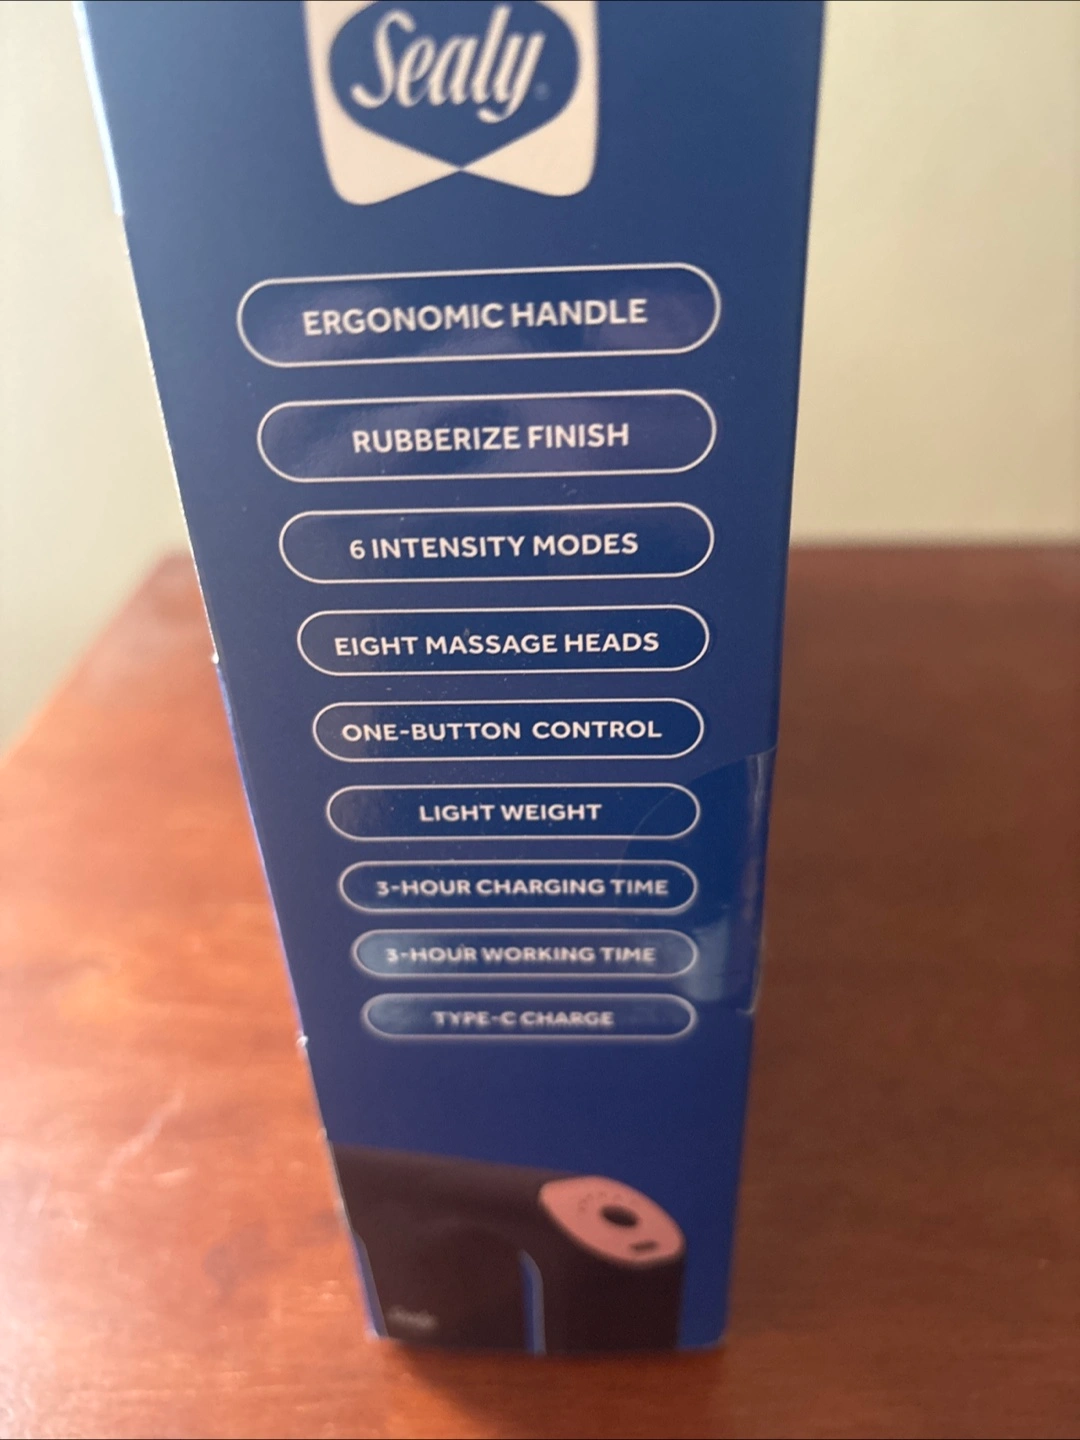 Sealy
ERGONOMIC HANDLE
RUBBERIZE FINISH
6 INTENSITY MODES
EIGHT MASSAGE HEADS
ONE-BUTTON CONTROL
LIGHT WEIGHT
3-HOUR CHARGING TIME
3-HOUR WORKING TIME
TYPE-C CHARGE
Sealy